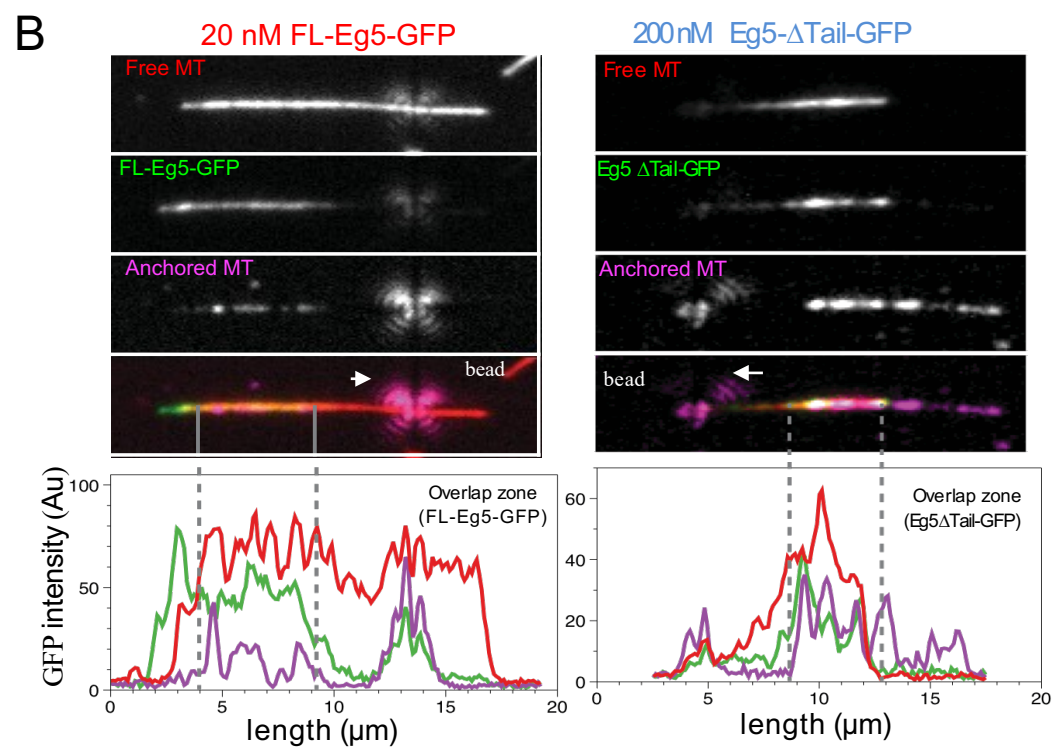 B
20 nM FL-Eg5-GFP
200 nM Eg5-ΔTail-GFP
Free MT
Free MT
FL-Eg5-GFP
Eg5 ΔTail-GFP
Anchored MT
Anchored MT
bead
bead
GFP intensity (Au)
100
50
0
Overlap zone
(FL-Eg5-GFP)
0
5
10
15
20
length (µm)
60
40
20
0
Overlap zone
(Eg5ΔTail-GFP)
0
5
10
15
20
length (µm)